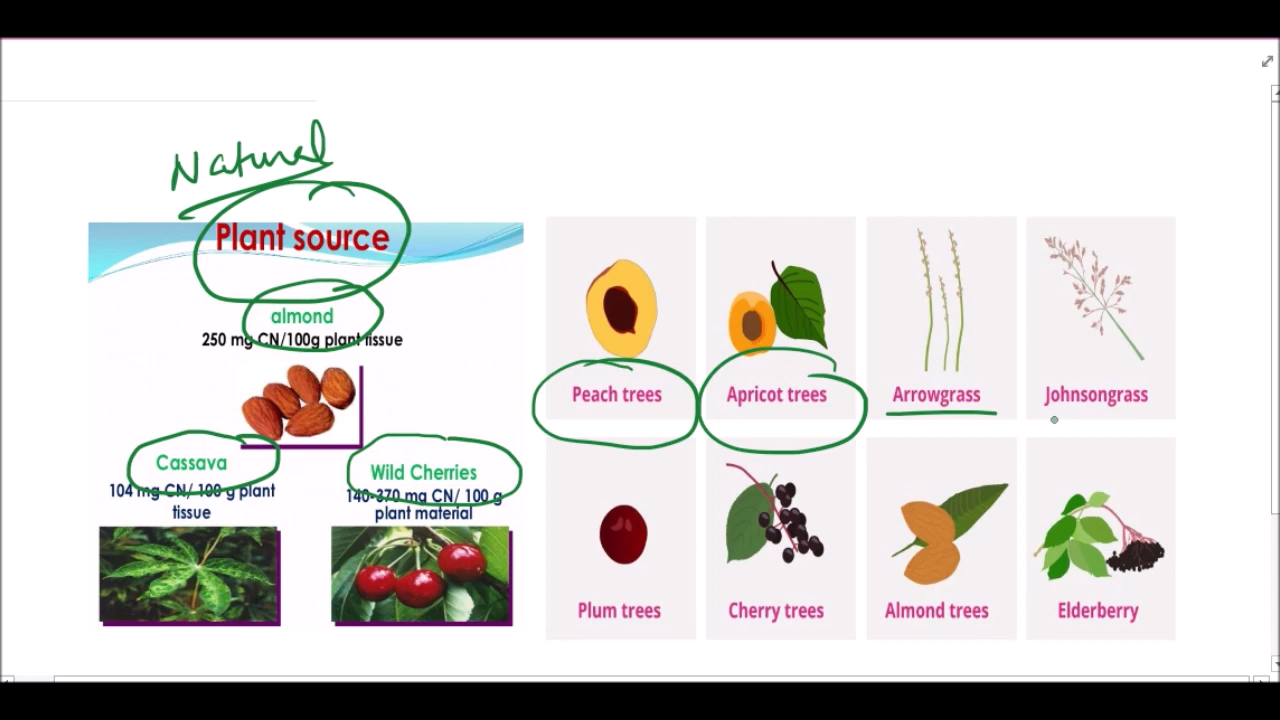 Natural
Plant source
almond
250 mg CN/100g plant tissue
Cassava
104 mg CN/ 100 g plant
tissue
Wild Cherries
140-370 mg CN/ 100 g
plant material
Peach trees
Apricot trees
Arrowgrass
Johnsongrass
Plum trees
Cherry trees
Almond trees
Elderberry